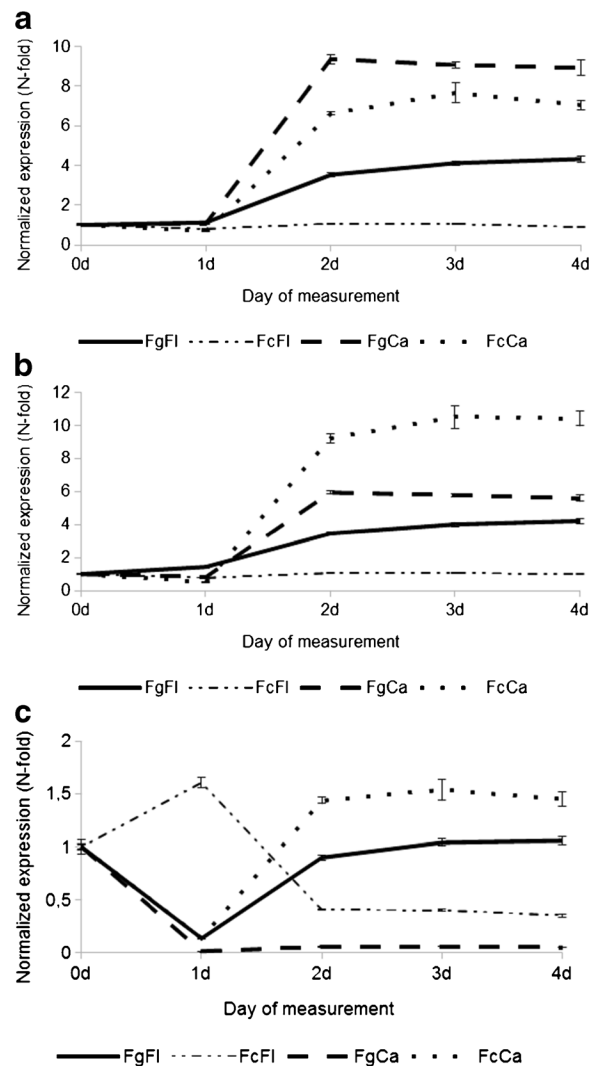 a
Normalized expression (N-fold)
10
8
6
4
2
0
0d 1d 2d 3d 4d
Day of measurement
FgFl FcFl FgCa FcCa
b
Normalized expression (N-fold)
12
10
8
6
4
2
0
0d 1d 2d 3d 4d
Day of measurement
FgFl FcFl FgCa FcCa
c
Normalized expression (N-fold)
2
1.5
1
0.5
0
0d 1d 2d 3d 4d
Day of measurement
FgFl FcFl FgCa FcCa